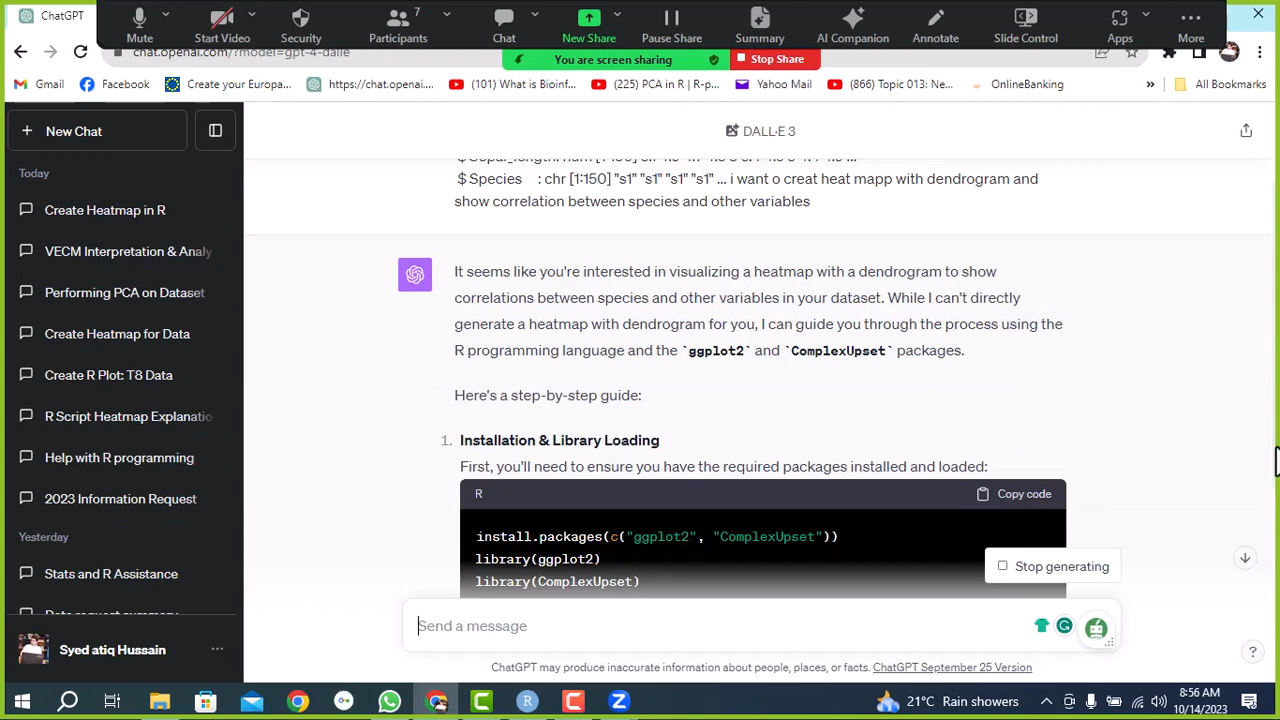 ChatGPT
Mute
Start Video
Security
7
Participants
Chat
New Share
Pause Share
Summary
AI Companion
Annotate
Slide Control
Apps
More
chat.openai.com/?model=gpt-4-dalle
You are screen sharing
Stop Share
Gmail
Facebook
Create your Europa...
https://chat.openai....
(101) What is Bioinf...
(225) PCA in R | R-p...
Yahoo Mail
(866) Topic 013: Ne...
OnlineBanking
»
All Bookmarks
+ New Chat
DALL·E 3
Today
Create Heatmap in R
VECM Interpretation & Analy
Performing PCA on Dataset
Create Heatmap for Data
Create R Plot: T8 Data
R Script Heatmap Explanatio
Help with R programming
2023 Information Request
Yesterday
Stats and R Assistance
Data request summary
Syed atiq Hussain
...
$ Species : chr [1:150] "s1" "s1" "s1" "s1" ... i want o creat heat mapp with dendrogram and
show correlation between species and other variables
It seems like you're interested in visualizing a heatmap with a dendrogram to show
correlations between species and other variables in your dataset. While I can't directly
generate a heatmap with dendrogram for you, I can guide you through the process using the
R programming language and the `ggplot2` and `ComplexUpset` packages.
Here's a step-by-step guide:
1. Installation & Library Loading
First, you'll need to ensure you have the required packages installed and loaded:
R
Copy code
install.packages(c("ggplot2", "ComplexUpset"))
library(ggplot2)
library(ComplexUpset)
Stop generating
Send a message
ChatGPT may produce inaccurate information about people, places, or facts. ChatGPT September 25 Version
?
21°C Rain showers
8:56 AM
10/14/2023